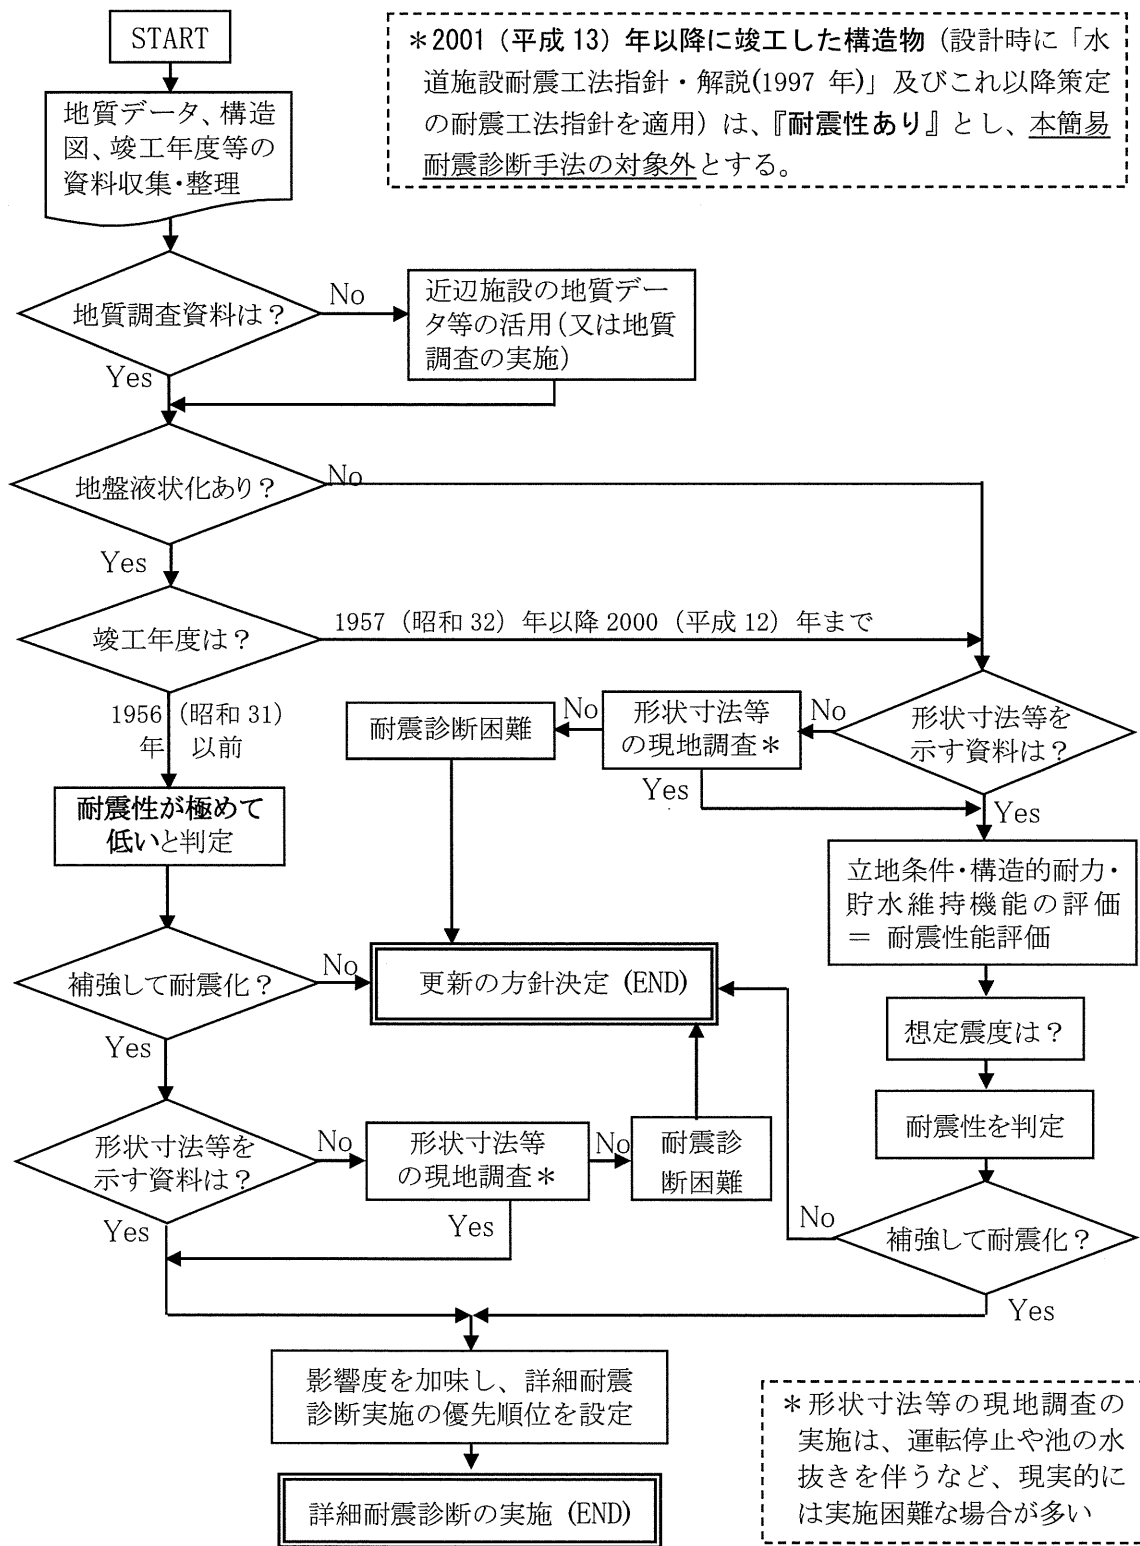 START
＊2001（平成13）年以降に竣工した構造物（設計時に「水
道施設耐震工法指針・解説(1997 年)」及びこれ以降策定
の耐震工法指針を適用）は、『耐震性あり』とし、本簡易
耐震診断手法の対象外とする。
地質データ、構造
図、竣工年度等の
資料収集・整理
地質調査資料は？
No
近辺施設の地質デー
タ等の活用（又は地質
調査の実施）
Yes
地盤液状化あり？
No
Yes
竣工年度は？
1957（昭和 32）年以降 2000（平成 12）年まで
1956（昭和 31）
年 以前
耐震診断困難
No
形状寸法等
の現地調査＊
No
形状寸法等を
示す資料は？
Yes
Yes
耐震性が極めて
低いと判定
立地条件・構造的耐力・
貯水維持機能の評価
＝ 耐震性能評価
補強して耐震化？
No
更新の方針決定 (END)
想定震度は？
Yes
耐震性を判定
形状寸法等を
示す資料は？
No
形状寸法等
の現地調査＊
No
耐震診
断困難
Yes
Yes
No
補強して耐震化？
Yes
影響度を加味し、詳細耐震
診断実施の優先順位を設定
詳細耐震診断の実施 (END)
＊形状寸法等の現地調査の
実施は、運転停止や池の水
抜きを伴うなど、現実的に
は実施困難な場合が多い